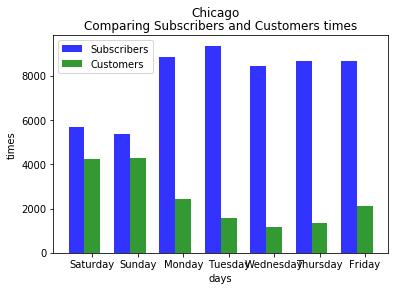 Chicago
Comparing Subscribers and Customers times
Subscribers
Customers
times
8000
6000
4000
2000
0
Saturday Sunday Monday Tuesday Wednesday Thursday Friday
days